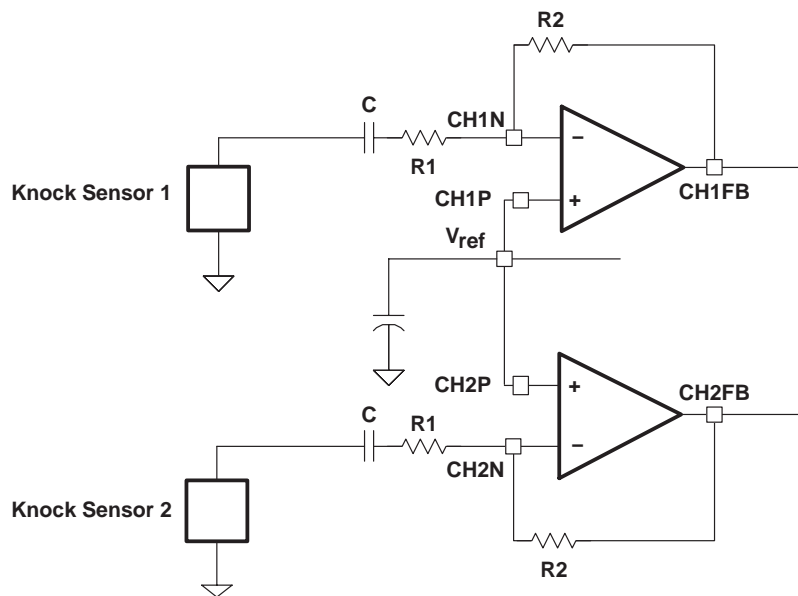 R2
C
CH1N
R1
Knock Sensor 1
CH1P
CH1FB
Vref
CH2P
CH2FB
C
R1
CH2N
Knock Sensor 2
R2